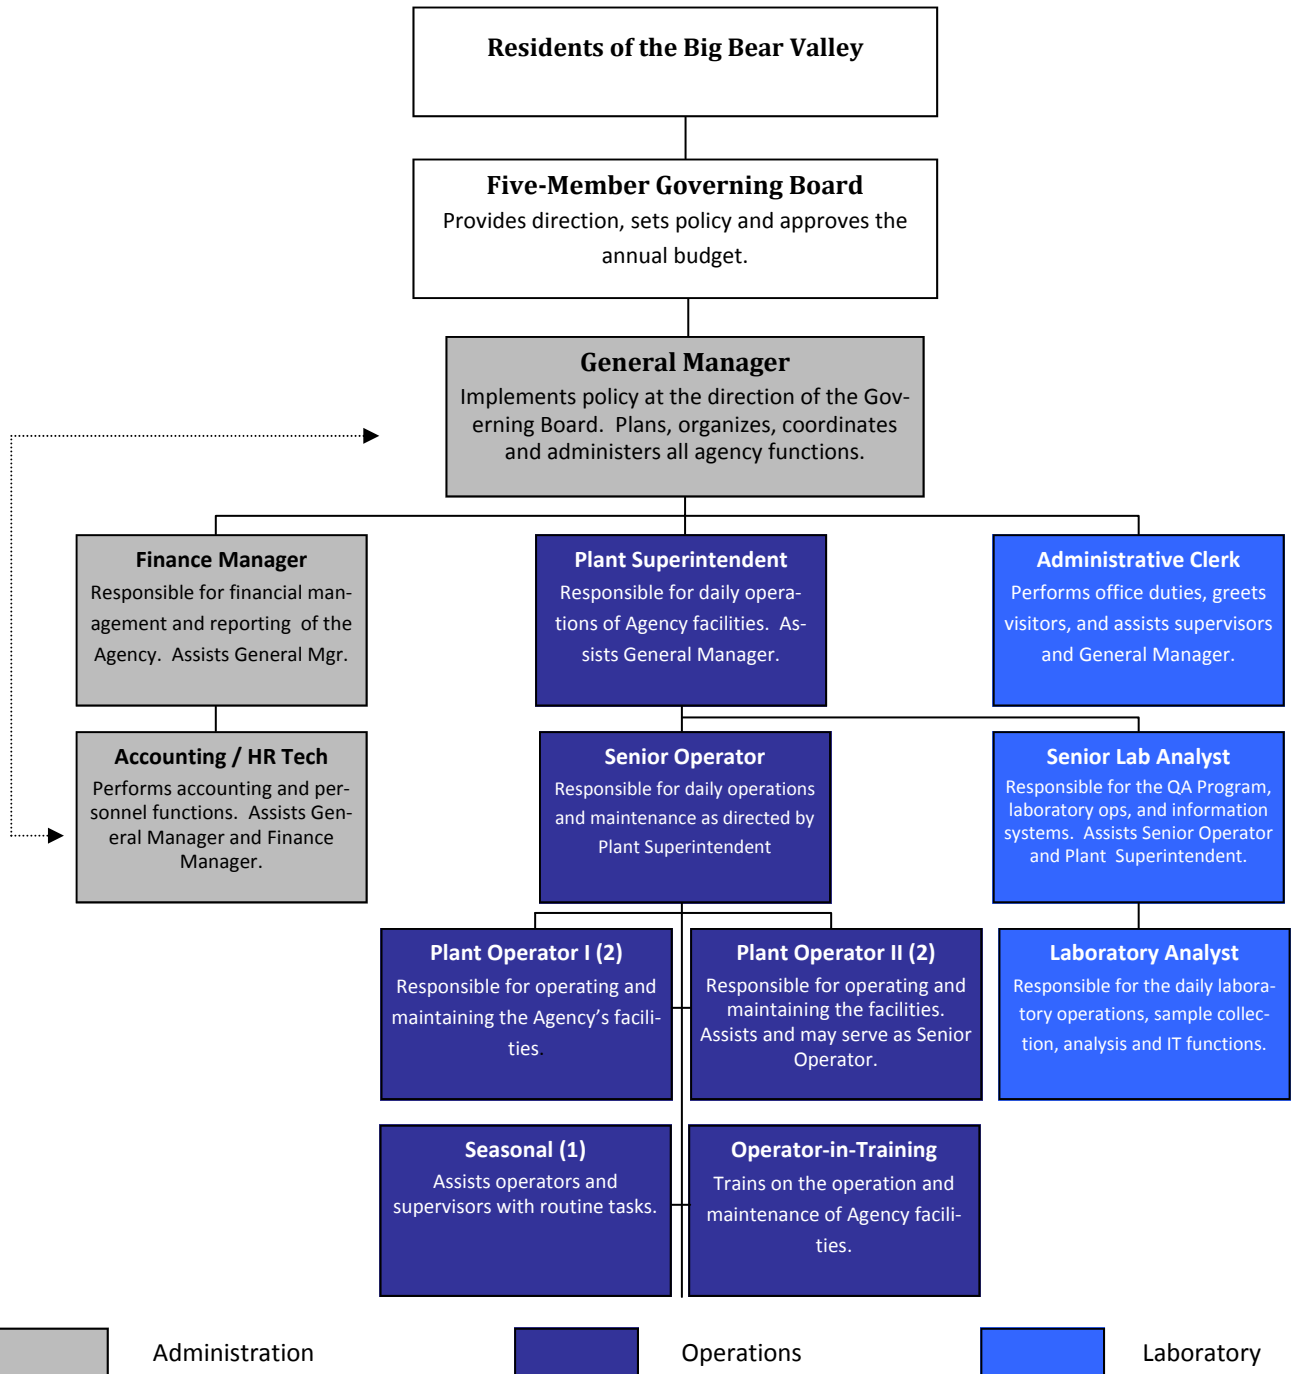 Residents of the Big Bear Valley
Five-Member Governing Board
Provides direction, sets policy and approves the
annual budget.
General Manager
Implements policy at the direction of the Gov-
erning Board.  Plans, organizes, coordinates
and administers all agency functions.
Finance Manager
Responsible for financial man-
agement and reporting  of the
Agency.  Assists General Mgr.
Plant Superintendent
Responsible for daily opera-
tions of Agency facilities.  As-
sists General Manager.
Administrative Clerk
Performs office duties, greets
visitors, and assists supervisors
and General Manager.
Accounting / HR Tech
Performs accounting and per-
sonnel functions.  Assists Gen-
eral Manager and Finance
Manager.
Senior Operator
Responsible for daily operations
and maintenance as directed by
Plant Superintendent
Senior Lab Analyst
Responsible for the QA Program,
laboratory ops, and information
systems.  Assists Senior Operator
and Plant  Superintendent.
Plant Operator I (2)
Responsible for operating and
maintaining the Agency’s facili-
ties.
Plant Operator II (2)
Responsible for operating and
maintaining the facilities.
Assists and may serve as Senior
Operator.
Laboratory Analyst
Responsible for the daily labora-
tory operations, sample collec-
tion, analysis and IT functions.
Seasonal (1)
Assists operators and
supervisors with routine tasks.
Operator-in-Training
Trains on the operation and
maintenance of Agency facili-
ties.
Administration
Operations
Laboratory